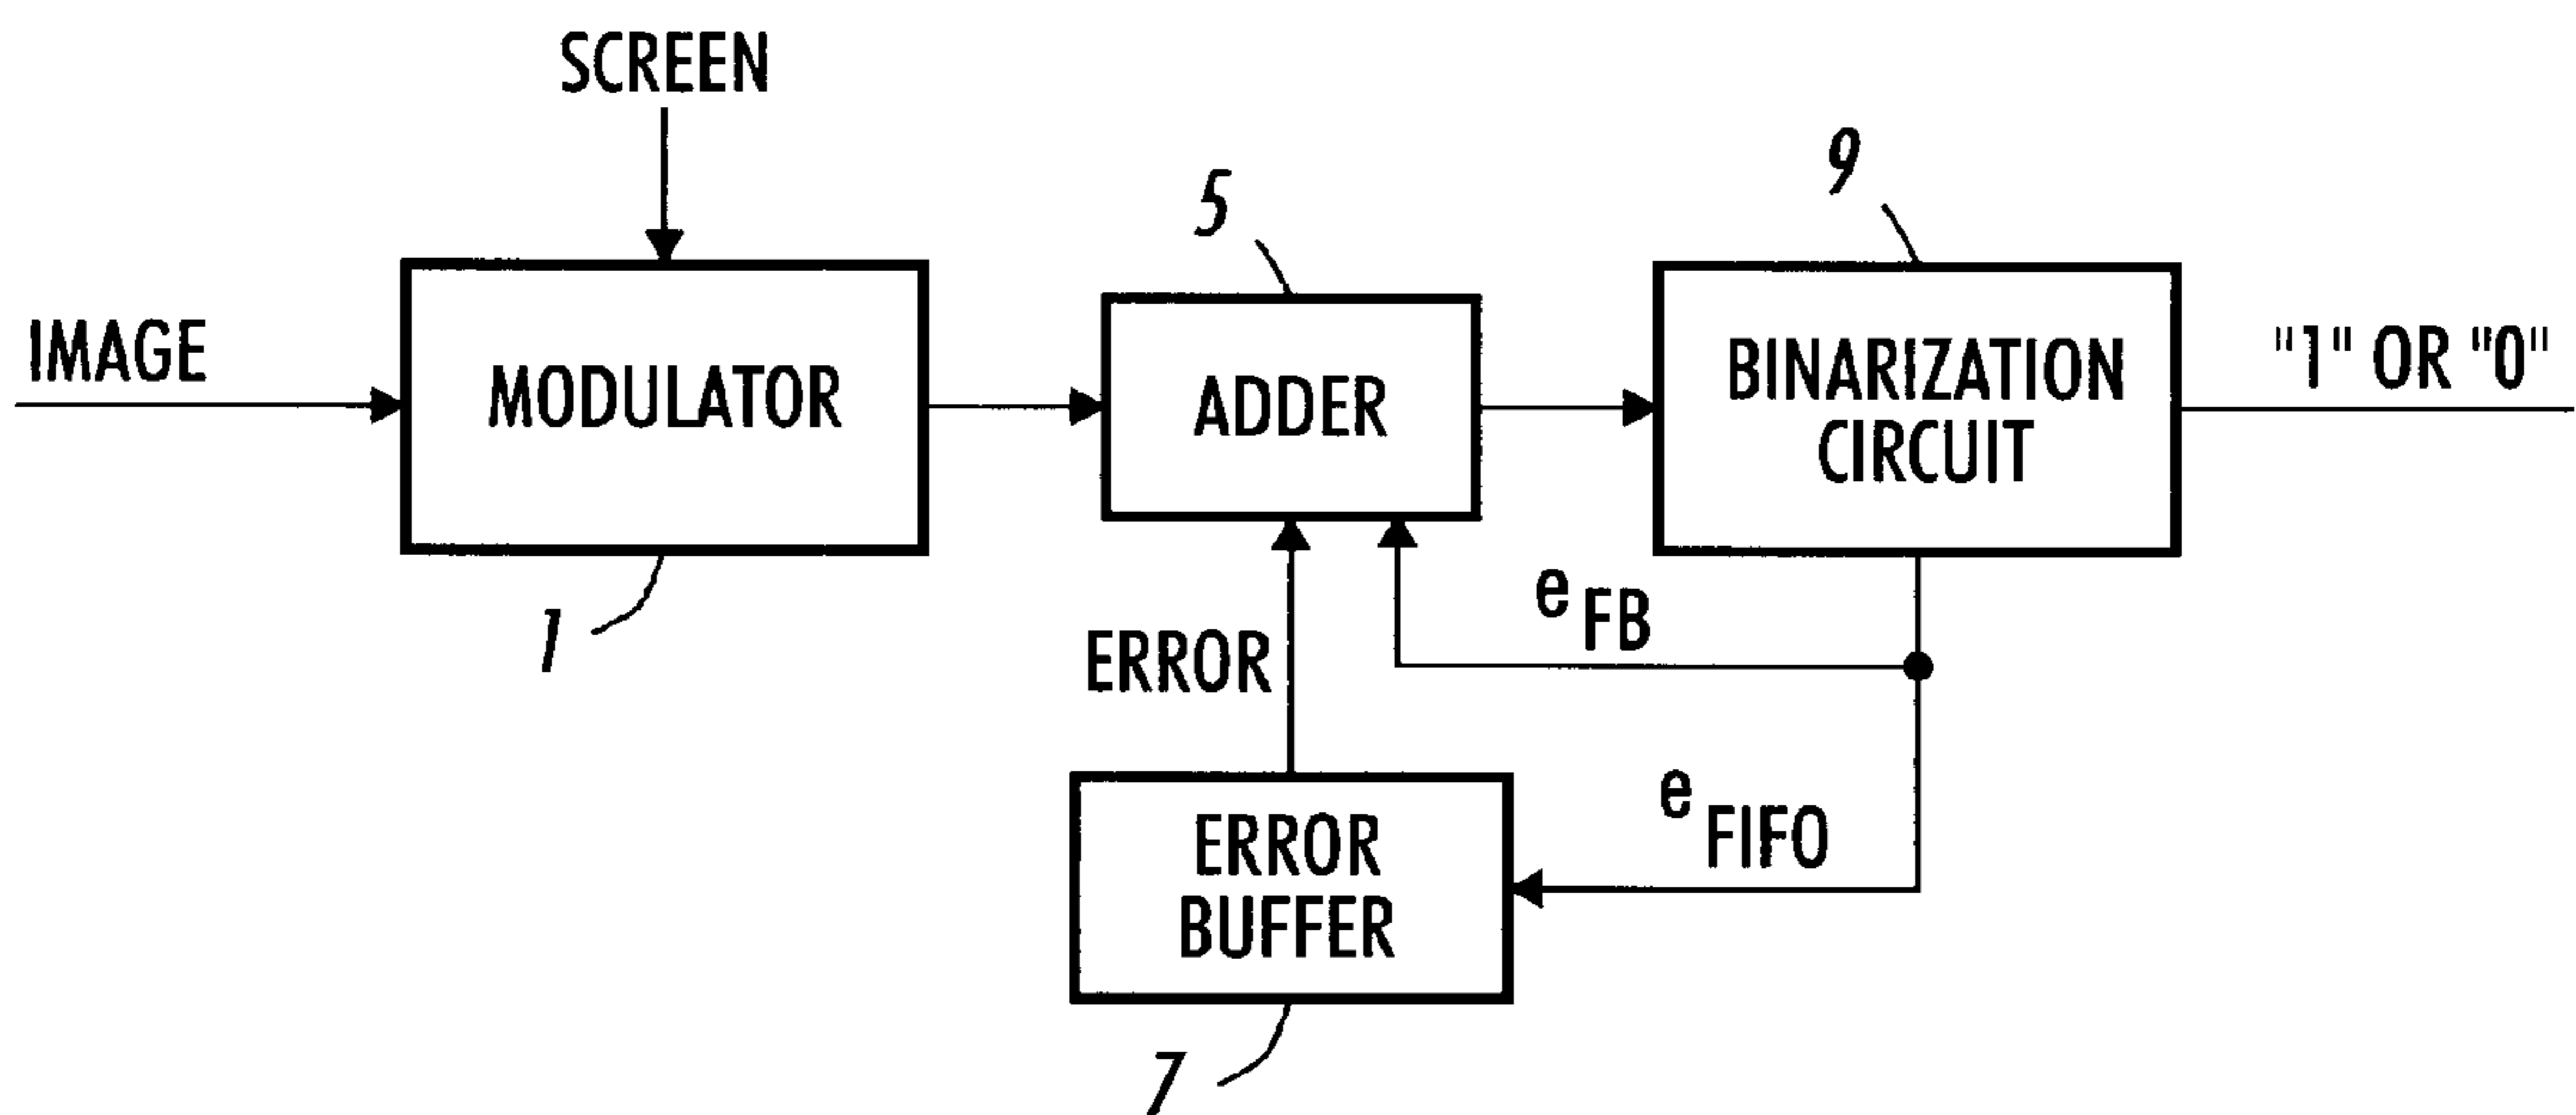 SCREEN
5
9
IMAGE
MODULATOR
ADDER
BINARIZATION
CIRCUIT
"1" OR "0"
1
ERROR
e FB
e FIFO
ERROR
BUFFER
7